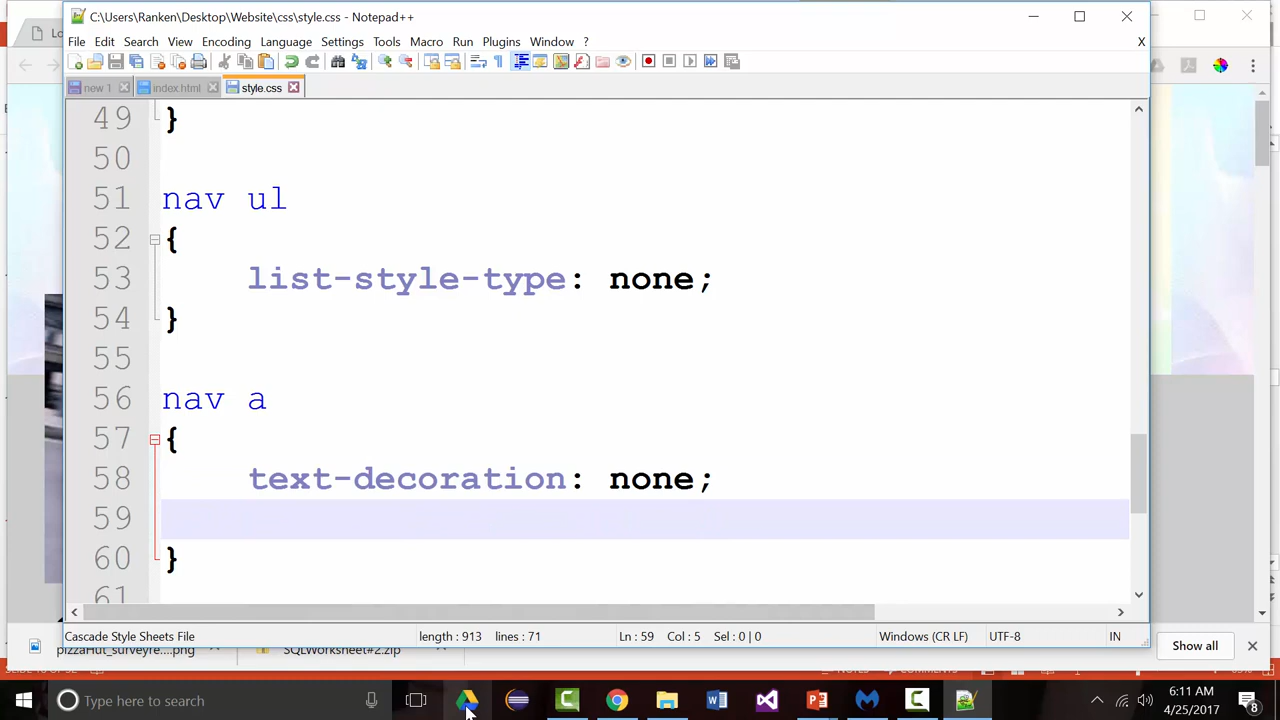 C:\Users\Ranken\Desktop\Website\css\style.css - Notepad++
File Edit Search View Encoding Language Settings Tools Macro Run Plugins Window ? X
new 1 index.html style.css
49 }
50
51 nav ul
52 {
53 list-style-type: none;
54 }
55
56 nav a
57 {
58 text-decoration: none;
59
60 }
61
Cascade Style Sheets File length : 913 lines : 71 Ln : 59 Col : 5 Sel : 0 | 0 Windows (CR LF) UTF-8 IN
pizzaHut_surveyre....png SQLWorksheet#2.zip Show all
Type here to search
6:11 AM
4/25/2017
8